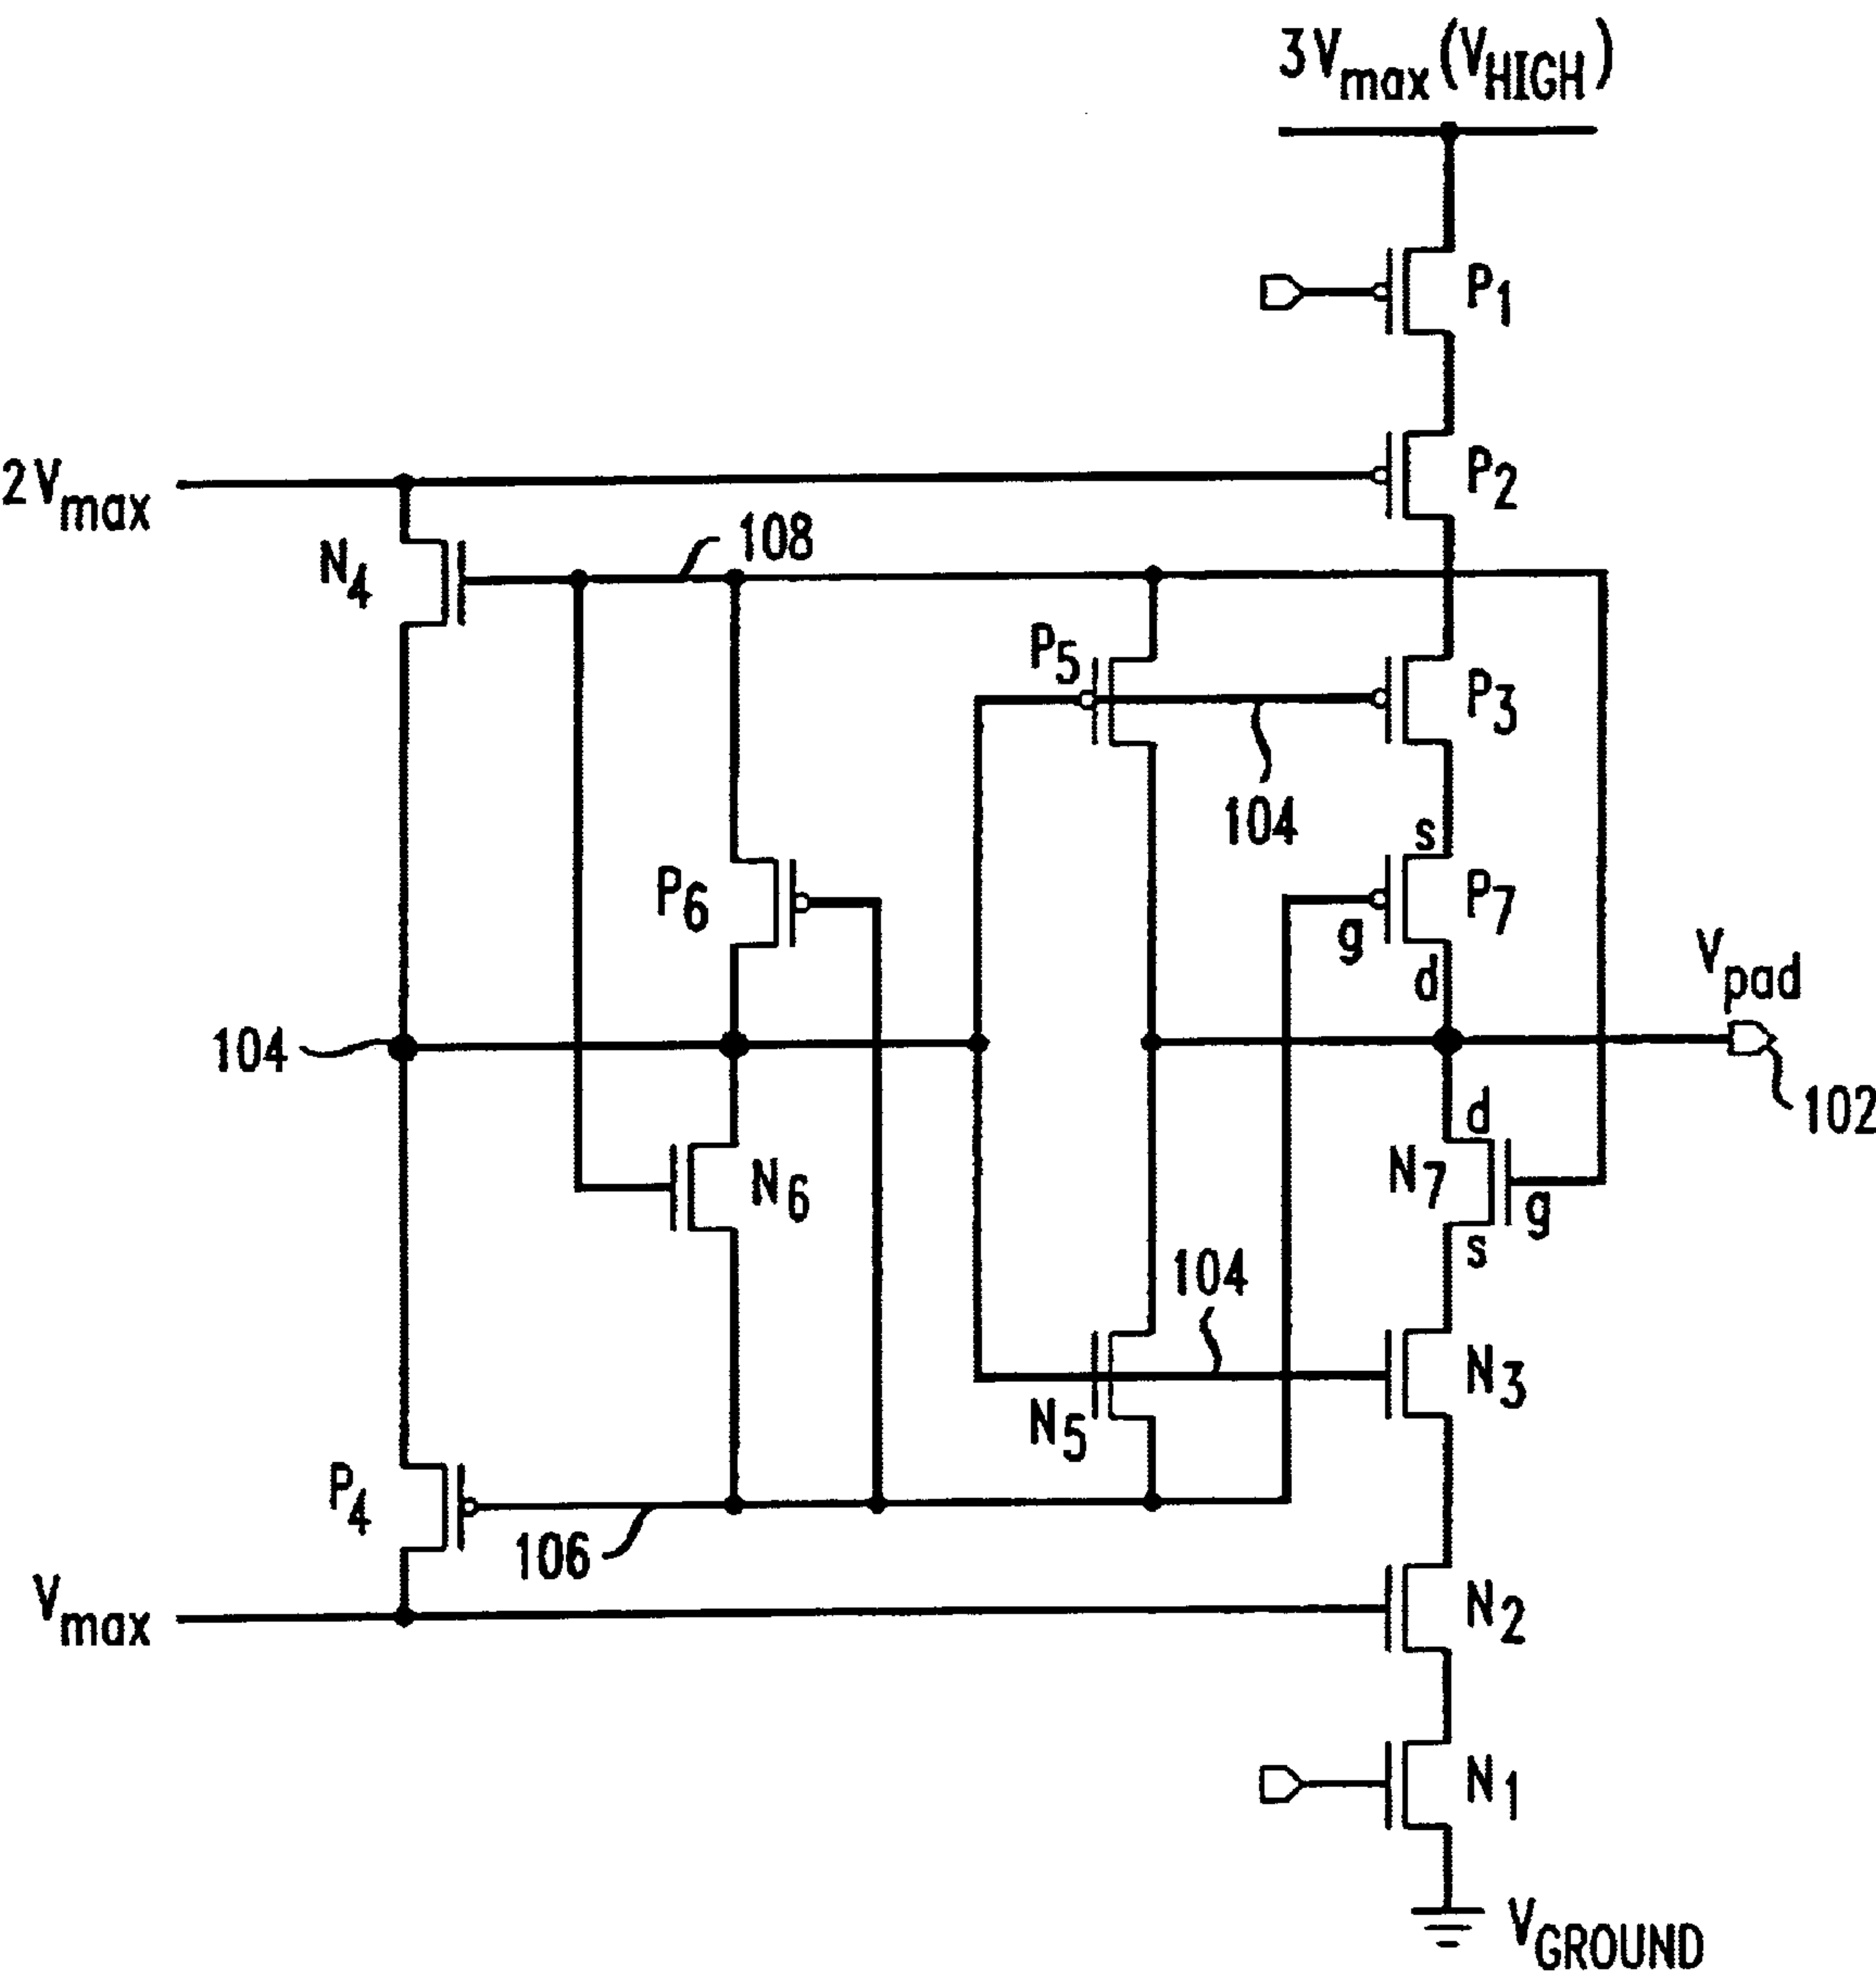 3Vmax(VHIGH)
P1
2Vmax
P2
108
N4
P5
P3
104
s
P6
P7
g
d
Vpad
104
102
d
N7
g
N6
s
104
N3
N5
P4
106
Vmax
N2
N1
VGROUND